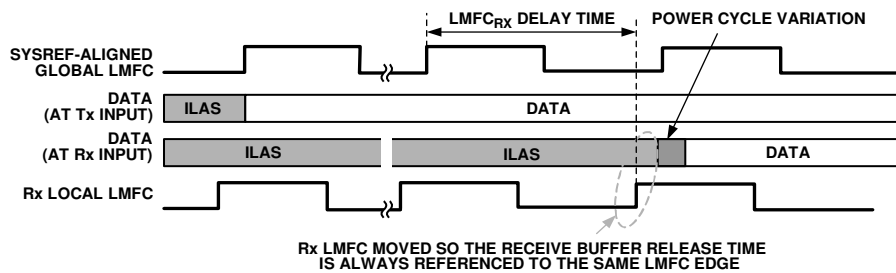 LMFCRX DELAY TIME
POWER CYCLE VARIATION
SYSREF-ALIGNED
GLOBAL LMFC
DATA
(AT Tx INPUT)
ILAS
DATA
DATA
(AT Rx INPUT)
ILAS
ILAS
DATA
Rx LOCAL LMFC
Rx LMFC MOVED SO THE RECEIVE BUFFER RELEASE TIME
IS ALWAYS REFERENCED TO THE SAME LMFC EDGE